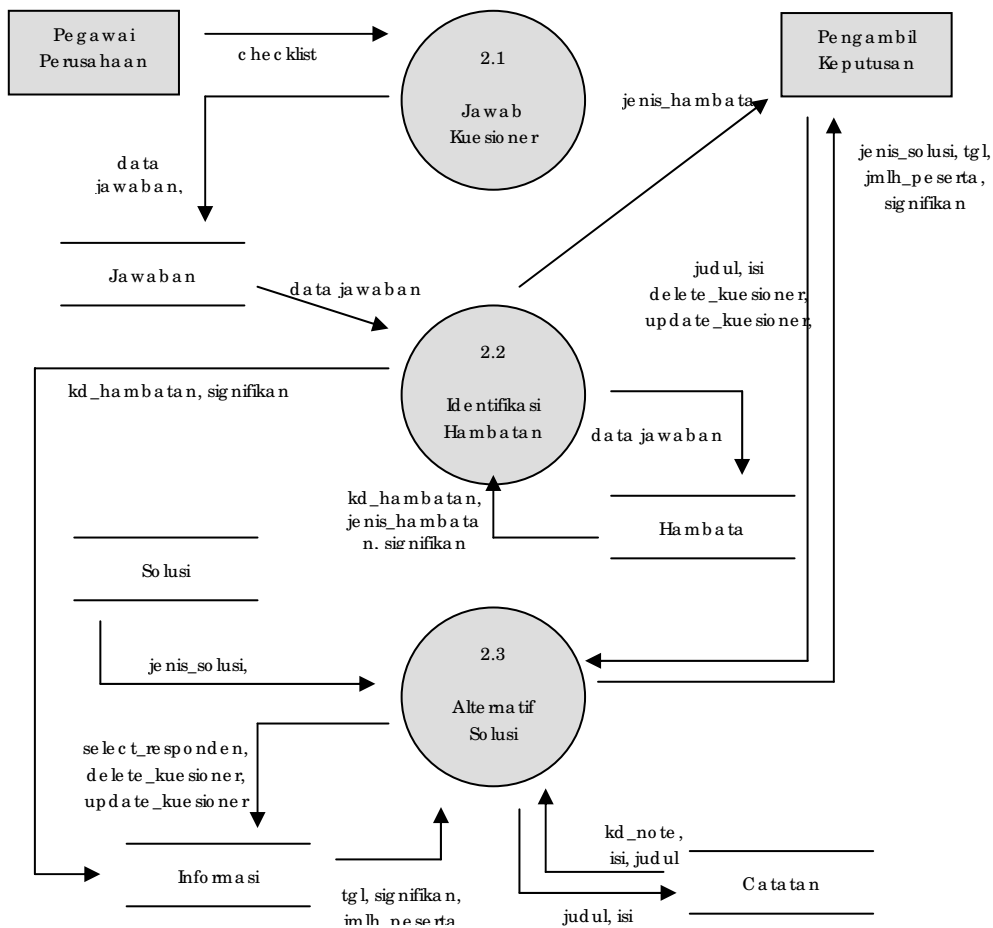 Pegawai
Perusahaan
checklist
2.1
Jawab
Kuesioner
Pengambil
Keputusan
jenis_hambata
jenis_solusi, tgl,
jmlh_peserta,
signifikan
data
jawaban,
Jawaban
data jawaban
judul, isi
delete_kuesioner,
update_kuesioner,
2.2
Identifikasi
Hambatan
kd_hambatan, signifikan
data jawaban
kd_hambatan,
jenis_hambata
n, signifikan
Hambata
Solusi
jenis_solusi,
2.3
Alternatif
Solusi
select_responden,
delete_kuesioner,
update_kuesioner
kd_note,
isi, judul
Informasi
tgl, signifikan,
jmlh_peserta
Catatan
judul, isi